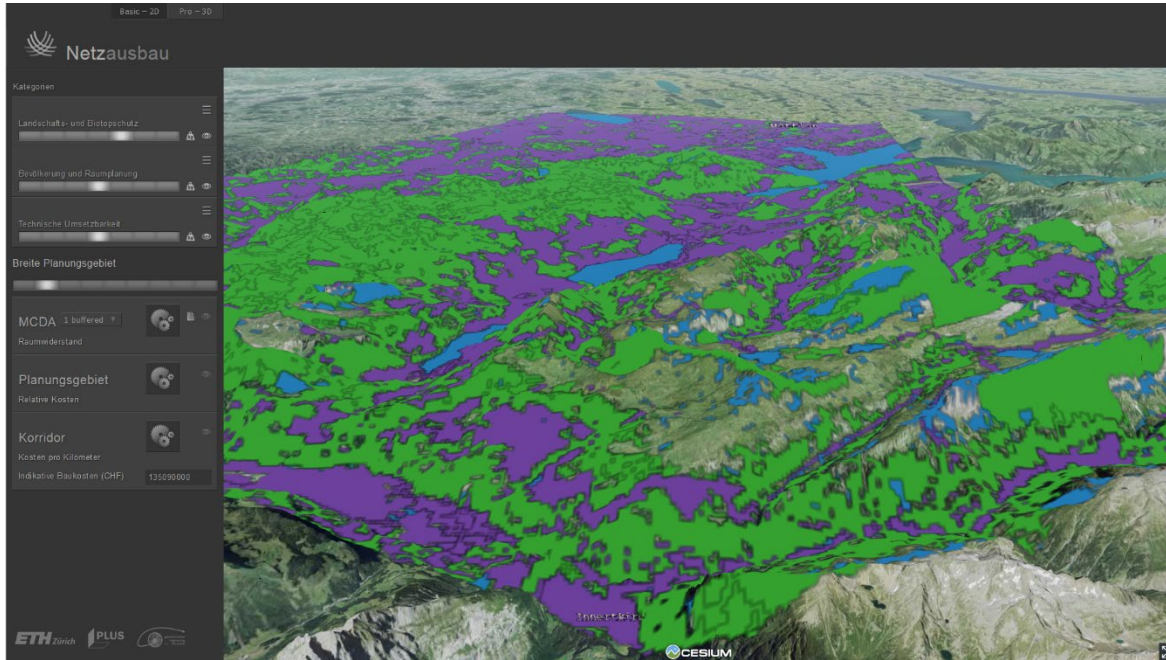 Basic – 2D Pro – 3D
Netzausbau
Kategorien
Landschafts- und Biotopschutz
Bevölkerung und Raumplanung
Technische Umsetzbarkeit
Breite Planungsgebiet
MCDA 1 buffered
Raumwiderstand
Planungsgebiet
Relative Kosten
Korridor
Kosten pro Kilometer
Indikative Baukosten (CHF) 135090000
ETH Zürich PLUS
CESIUM